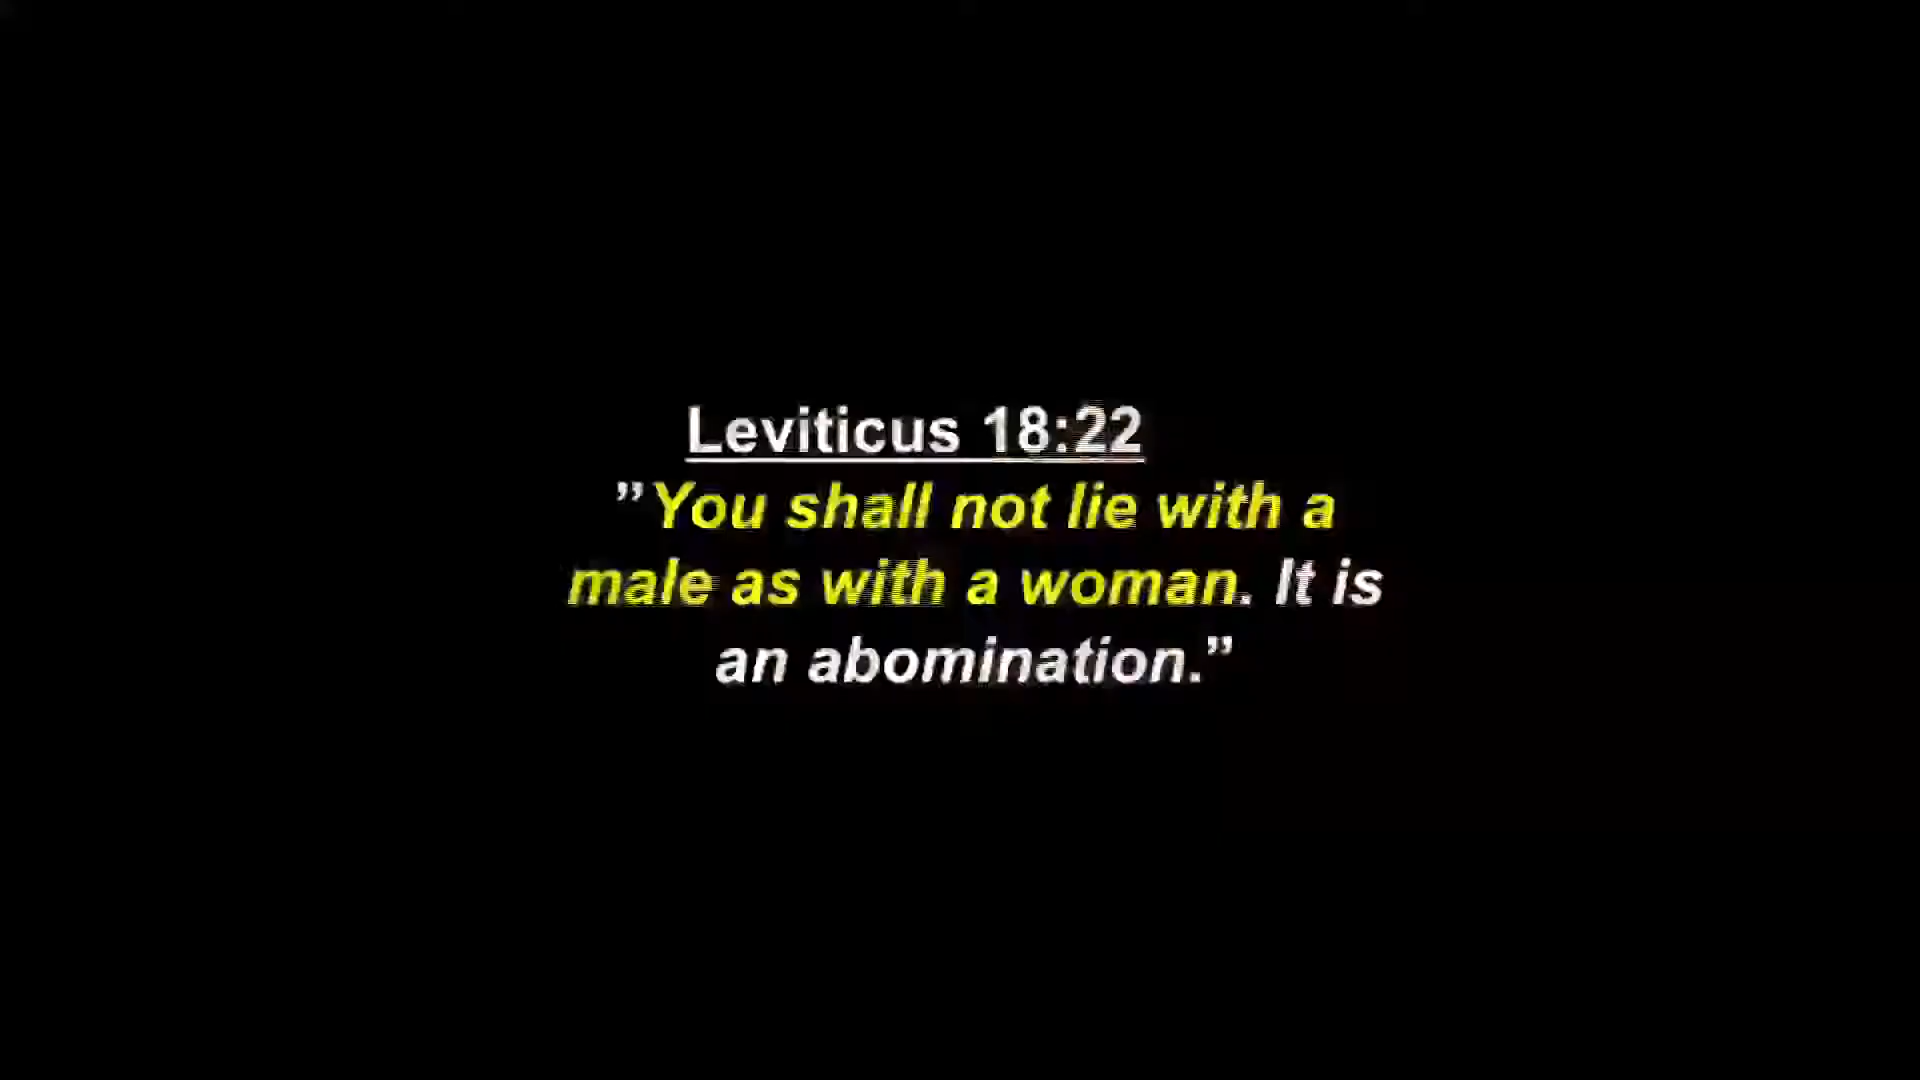 Leviticus 18:22
”You shall not lie with a
male as with a woman. It is
an abomination.”